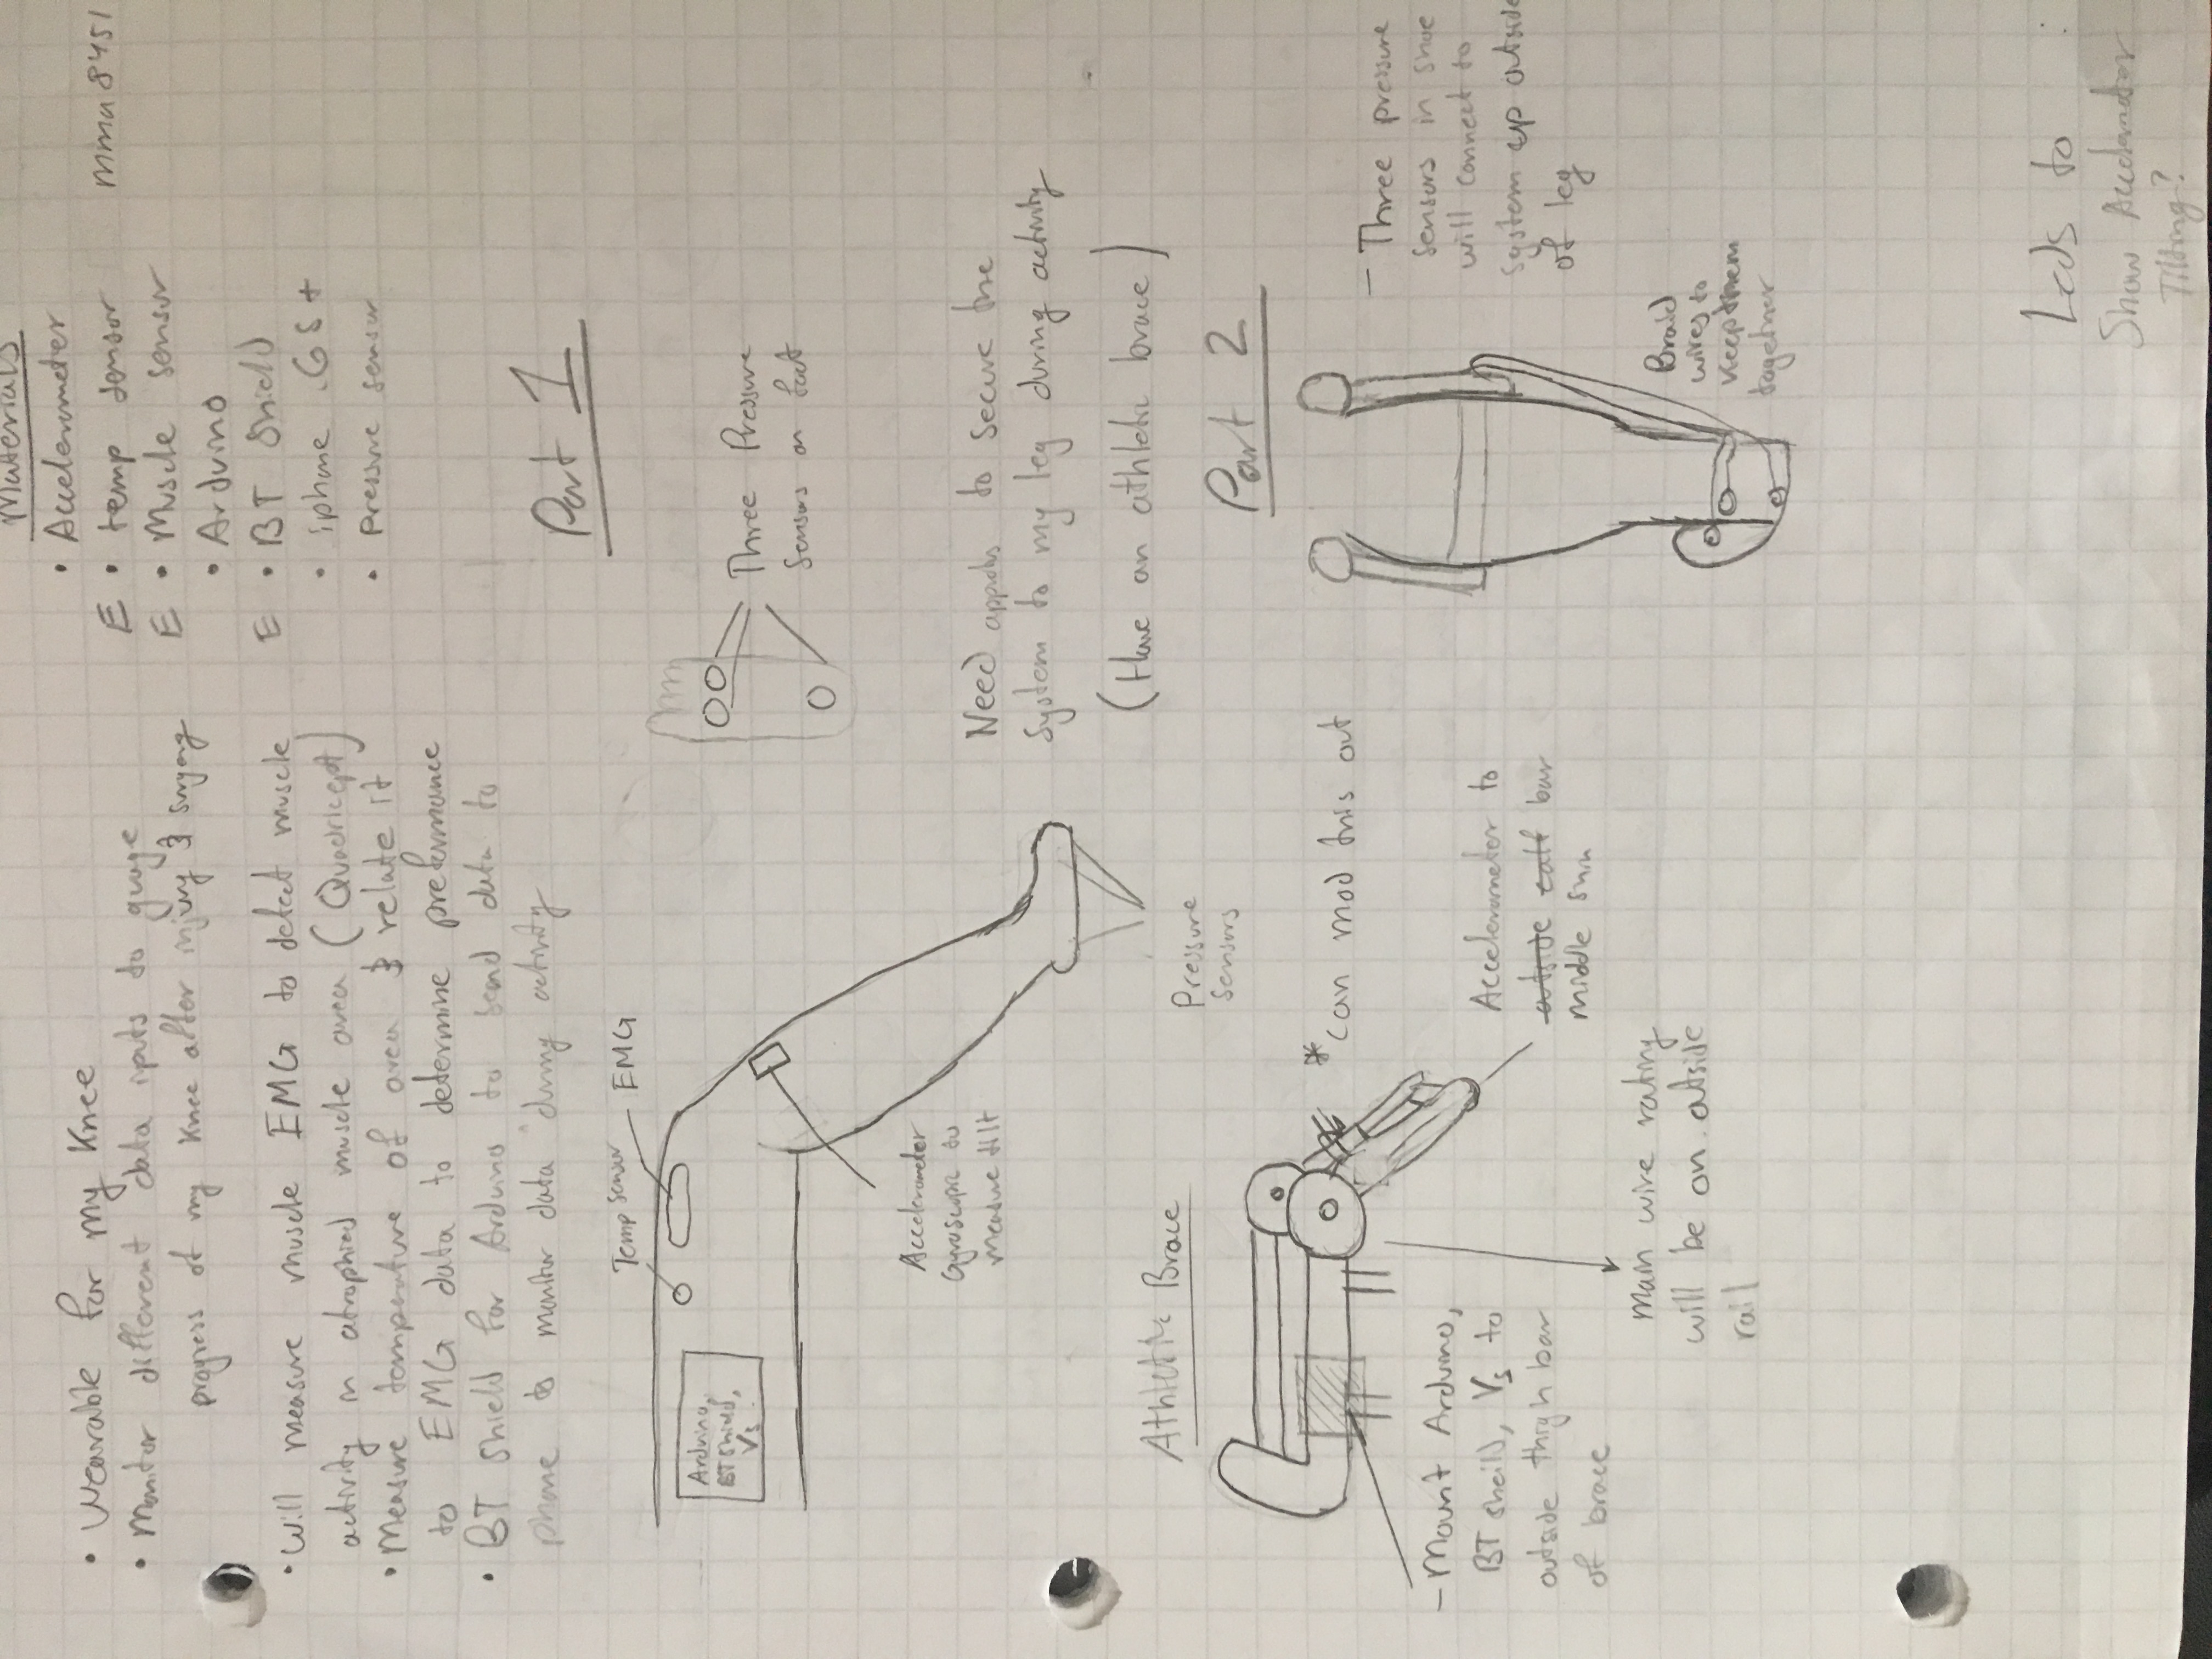 • Wearable for my Knee
• Monitor different data iputs to guage
progress of my Knee after injury & surgery
• Will measure muscle EMG to detect muscle
activity in atrophied muscle area (Quadricept)
• Measure temperature of area & relate it
to EMG data to determine preformance
• BT Shield for Arduino to send data to
phone to monitor data during activity
Materials
• Accelerometer
E • temp sensor
mma 8451
E • Muscle sensor
• Arduino
E • BT Shield
• iphone 6s+
• Pressure sensor
Part 1
Temp sensor
EMG
Arduino,
BT Shield,
Vs
Accelerometer
Gyroscope to
measure tilt
Pressure
Sensors
Three Pressure
Sensors on foot
Need to secure the
System to my leg during activity
(Have an athletic brace)
Athletic Brace
*can mod this out
- Mount Arduino,
BT sheild, Vs to
outside thigh bar
of brace
Main wire rating
will be on outside
rail
Accelerometer to
outside calf bar
middle shin
Part 2
- Three pressure
sensors in shoe
will connect to
system up outside
of leg
Braid
wires to
keep them
together
Leds to
Show Accelerometer
Tilting?